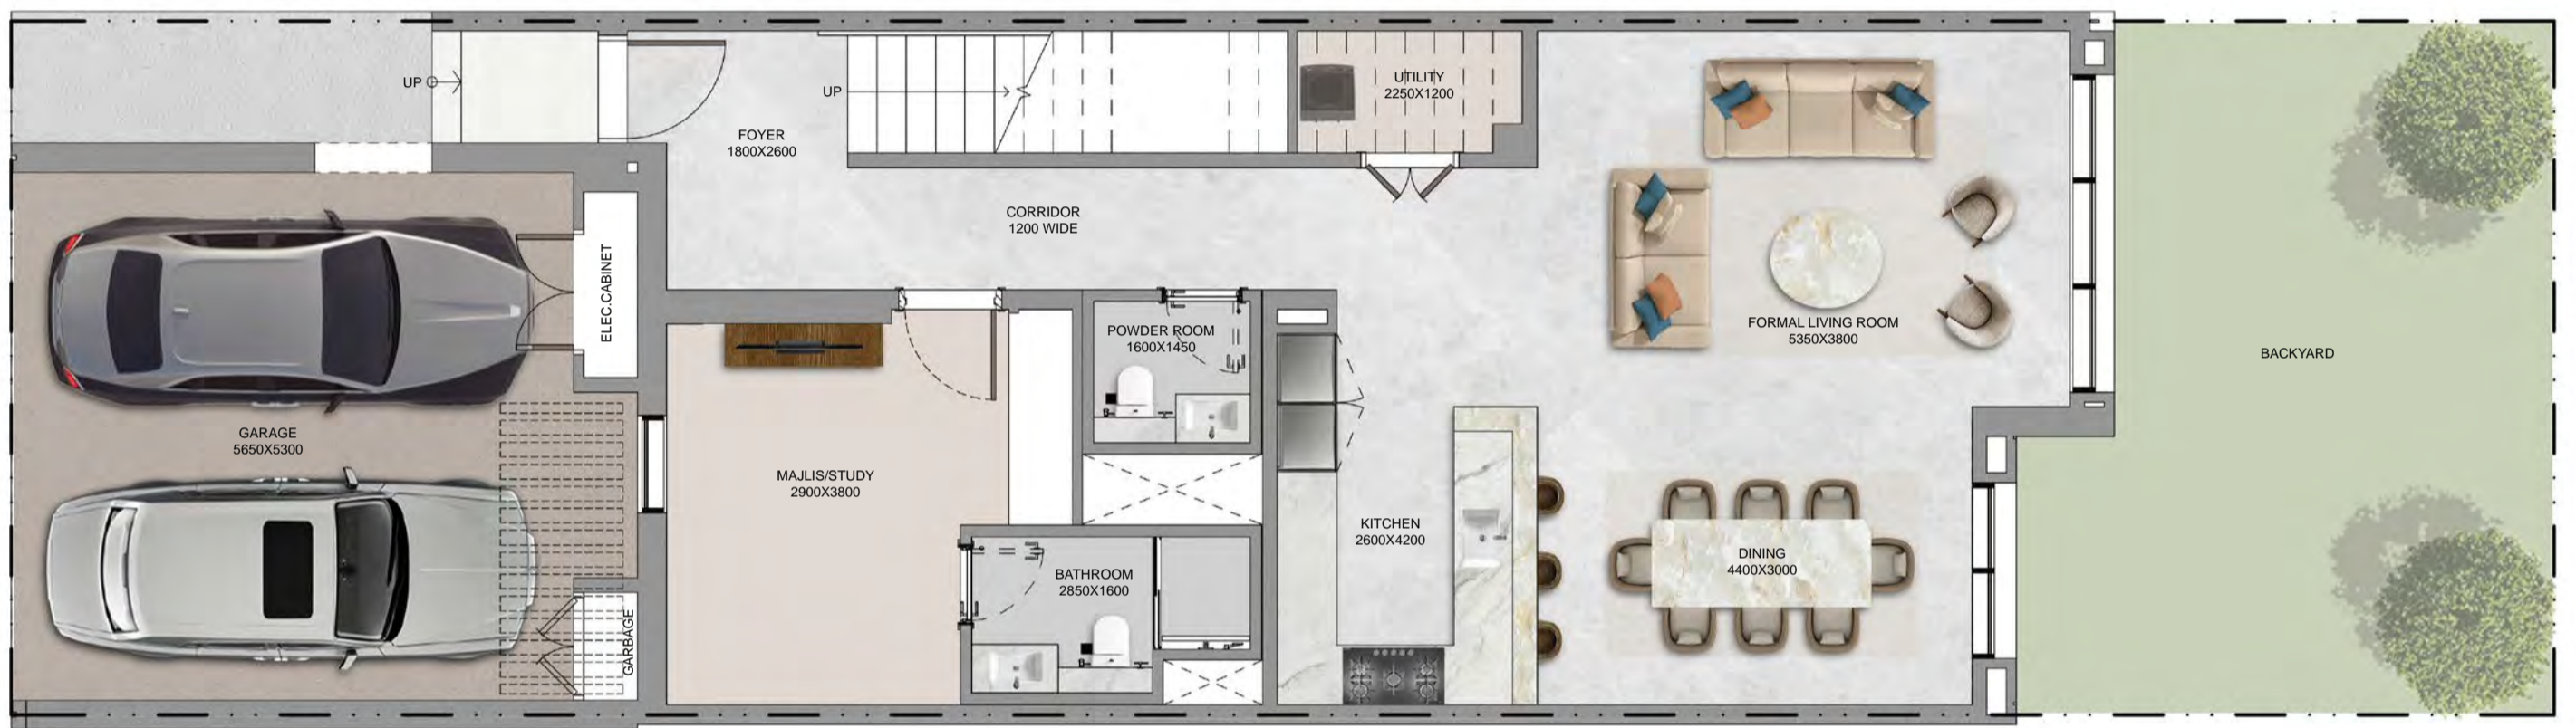 UP
UP
UTILITY
2250X1200
FOYER
1800X2600
CORRIDOR
1200 WIDE
ELEC.CABINET
POWDER ROOM
1600X1450
FORMAL LIVING ROOM
5350X3800
BACKYARD
GARAGE
5650X5300
MAJLIS/STUDY
2900X3800
KITCHEN
2600X4200
DINING
4400X3000
BATHROOM
2850X1600
GARBAGE